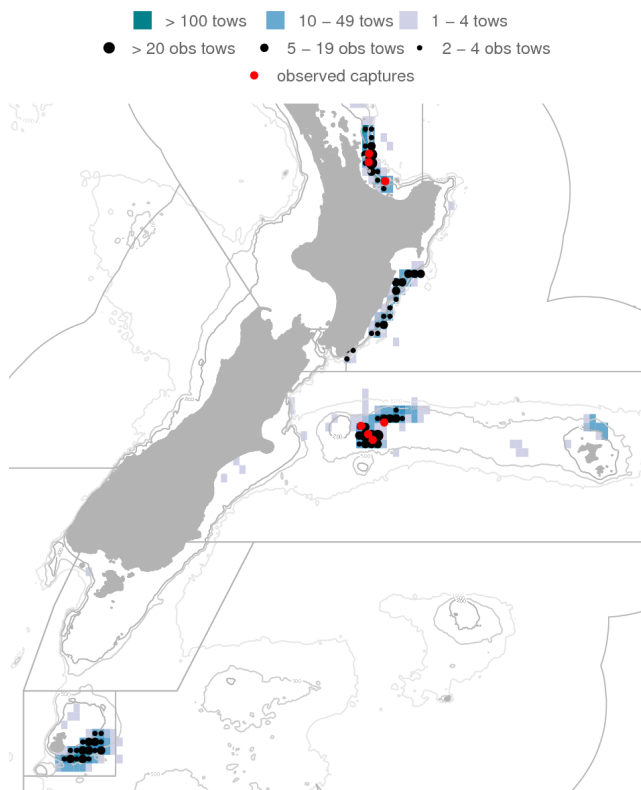 > 100 tows 10 − 49 tows 1 − 4 tows
> 20 obs tows 5 − 19 obs tows 2 − 4 obs tows
observed captures